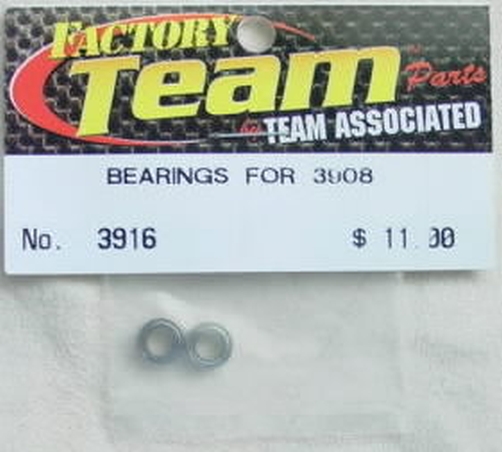 FACTORY
Team Parts
by TEAM ASSOCIATED
BEARINGS FOR 3908
No. 3916 $ 11.00